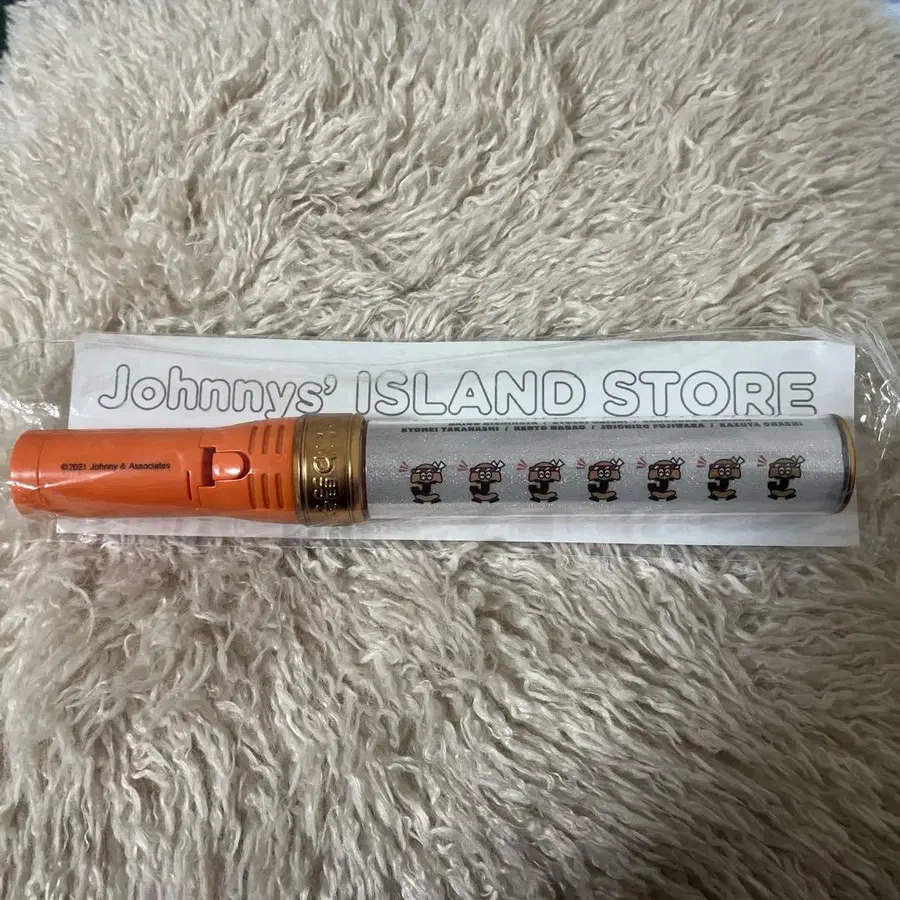 Johnnys' ISLAND STORE
KYOHEI TAKAHASHI / KENTO NAGAO / JOICHIRO FUJIWARA / KAZUYA OHASHI
©2021 Johnny & Associates